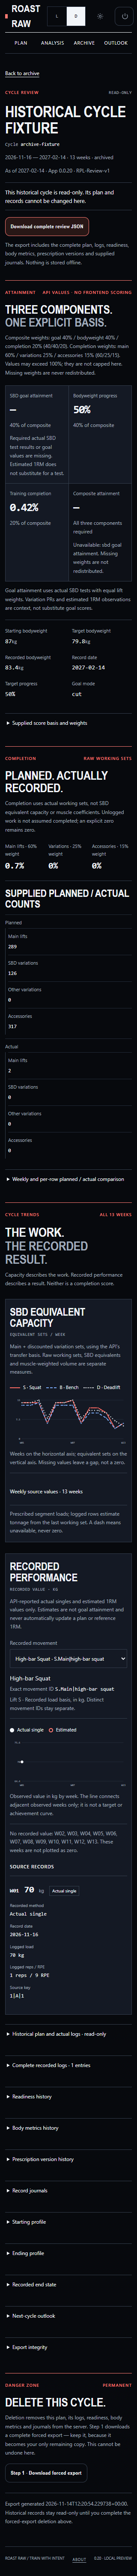 ROAST
RAW
PLAN ANALYSIS ARCHIVE OUTLOOK
Back to archive
CYCLE REVIEW READ-ONLY
HISTORICAL CYCLE
FIXTURE
Cycle archive-fixture
2026-11-16 — 2027-02-14 · 13 weeks · archived
As of 2027-02-14 · App 0.2.20 · RPL-Review-v1
This historical cycle is read-only. Its plan and
records cannot be changed here.
Download complete review JSON
The export includes the complete plan, logs, readiness,
body metrics, prescription versions, journals and
supplied analysis. Nothing is stored offline.
ATTAINMENT API VALUES · NO FRONTEND SCORING
THREE COMPONENTS.
ONE EXPLICIT BASIS.
Composite weights: goal 40% / bodyweight 40% /
completion 20% (40/40/20). Completion weights: main
60% / variations 25% / accessories 15% (60/25/15).
Values may exceed 100%; they are not capped here.
Missing weights are not redistributed.
SBD goal attainment
—
40% of composite
Required actual SBD
test results or goal
values are missing.
Estimated 1RM does
not substitute for a test.
Bodyweight progress
50%
40% of composite
Training completion
0.42%
20% of composite
Composite attainment
—
All three components
required
Unavailable: sbd goal
attainment. Missing
weights are not
redistributed.
Goal attainment uses actual SBD tests with equal lift
weights. Variation PRs and estimated 1RM observations
are context, not substitute goal scores.
Starting bodyweight
87kg
Target bodyweight
79.8kg
Recorded bodyweight
83.4kg
Record date
2027-02-14
Target progress
50%
Goal mode
cut
Supplied score basis and weights
COMPLETION RAW WORKING SETS
PLANNED. ACTUALLY
RECORDED.
Completion uses actual working sets, not SBD
equivalent capacity or muscle coefficients. Unlogged
work is not assumed completed; an explicit zero
remains zero.
Main lifts · 60%
weight
0.7%
Variations · 25%
weight
0%
Accessories · 15%
weight
0%
SUPPLIED PLANNED / ACTUAL
COUNTS
Planned
Main lifts
289
SBD variations
126
Other variations
0
Accessories
317
Actual
Main lifts
2
SBD variations
0
Other variations
0
Accessories
0
Weekly and per-row planned / actual comparison
CYCLE TRENDS ALL 13 WEEKS
THE WORK.
THE RECORDED
RESULT.
Capacity describes the work. Recorded performance
describes the result. Neither is a completion score.
SBD EQUIVALENT
CAPACITY
EQUIVALENT SETS / WEEK
Main + discounted variation sets, using the API's
transfer basis. Raw working sets, SBD equivalents
and muscle-weighted volume are separate
measures.
S · Squat B · Bench D · Deadlift
Weeks on the horizontal axis; equivalent sets on the
vertical. Missing values leave a gap, not a zero.
Weekly source values · 13 weeks
Prescribed segment loads; logged rows estimate
tonnage from the last working set. A dash means
unavailable, never zero.
RECORDED
PERFORMANCE
RECORDED VALUE · KG
API-reported actual singles and estimated 1RM
values only. Estimates are not goal attainment and
never automatically update a plan or reference
1RM.
Recorded movement
High-bar Squat · S.Main|high-bar squat
High-bar Squat
Exact movement ID S.Main|high-bar squat
Lift S · Recorded load basis, in kg. Distinct
movement IDs stay separate.
Actual single Estimated
Observed value in kg by week. The line connects
adjacent observed weeks only; it is not a target or
achievement curve.
No recorded value: W02, W03, W04, W05, W06,
W07, W08, W09, W10, W11, W12, W13. These
weeks are not plotted as zero.
SOURCE RECORDS
W01 70 kg Actual single
Recorded method
Actual single
Record date
2026-11-16
Logged load
70 kg
Logged reps / RPE
1 reps / 9 RPE
Source key
1|A|1
Historical plan and actual logs · read-only
Complete recorded logs · 1 entries
Readiness history
Body metrics history
Prescription version history
Record journals
Starting profile
Ending profile
Recorded end state
Next-cycle outlook
Export integrity
DANGER ZONE PERMANENT
DELETE THIS CYCLE.
Deletion removes this plan, its logs, readiness, body
metrics and journals from the server. Step 1 downloads
a complete forced export — keep it, because it
becomes your only remaining copy. This cannot be
undone here.
Step 1 · Download forced export
Export generated 2026-11-14T12:20:54.229738+00:00.
Historical records stay read-only until you complete the
forced-export deletion above.
ROAST RAW / TRAIN WITH INTENT ABOUT 0.20 · LOCAL PREVIEW